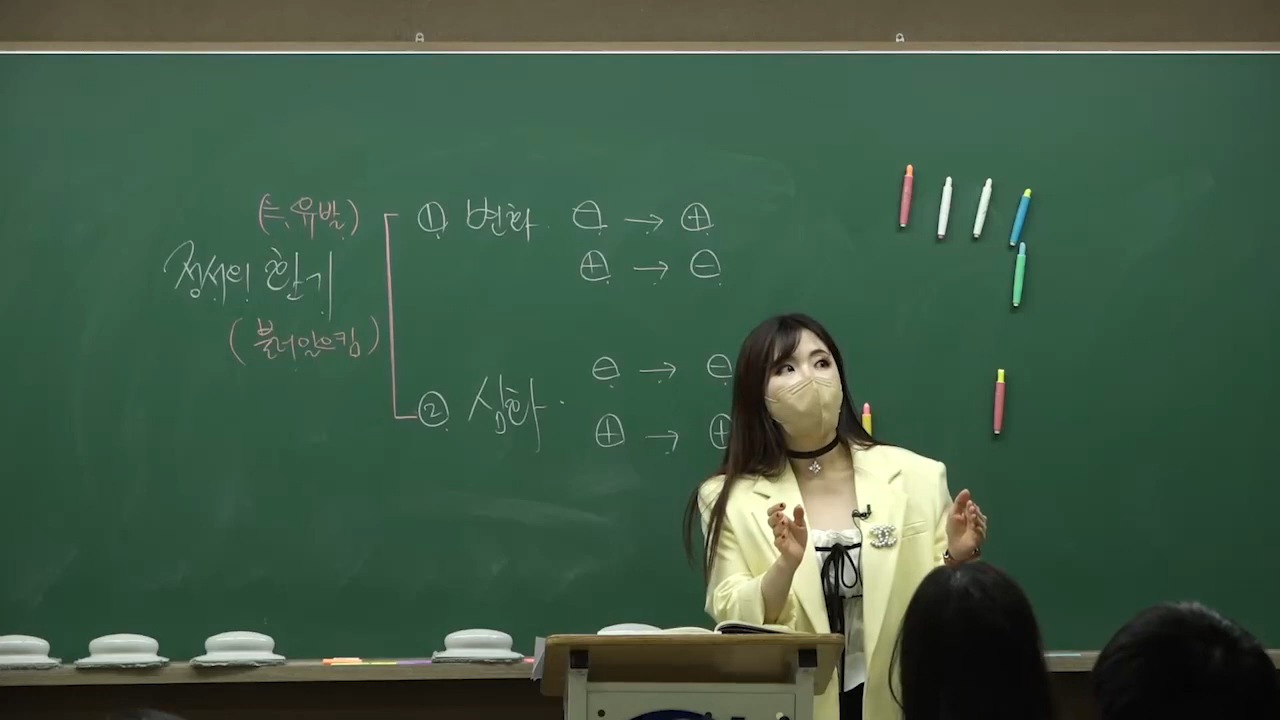 (=유발)
정서의 환기
(불러일으킴)
① 변화. ⊖ → ⊕
⊕ → ⊖
⊖ → ⊖
② 심화. ⊕ → ⊕